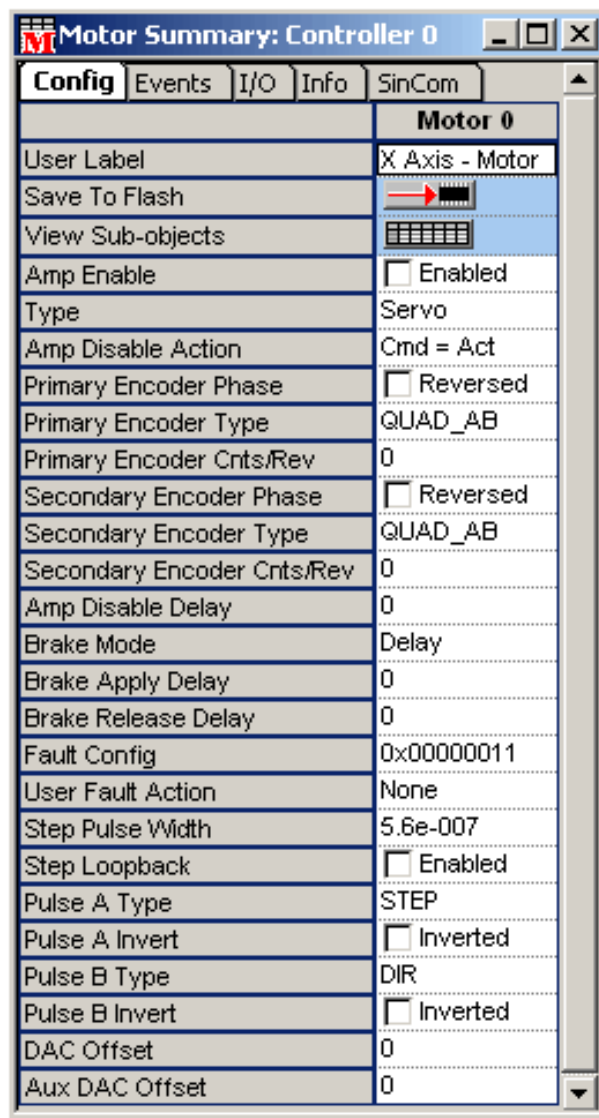 Motor Summary: Controller 0
Config Events I/O Info SinCom
Motor 0
User Label X Axis - Motor
Save To Flash
View Sub-objects
Amp Enable Enabled
Type Servo
Amp Disable Action Cmd = Act
Primary Encoder Phase Reversed
Primary Encoder Type QUAD_AB
Primary Encoder Cnts/Rev 0
Secondary Encoder Phase Reversed
Secondary Encoder Type QUAD_AB
Secondary Encoder Cnts/Rev 0
Amp Disable Delay 0
Brake Mode Delay
Brake Apply Delay 0
Brake Release Delay 0
Fault Config 0x00000011
User Fault Action None
Step Pulse Width 5.6e-007
Step Loopback Enabled
Pulse A Type STEP
Pulse A Invert Inverted
Pulse B Type DIR
Pulse B Invert Inverted
DAC Offset 0
Aux DAC Offset 0